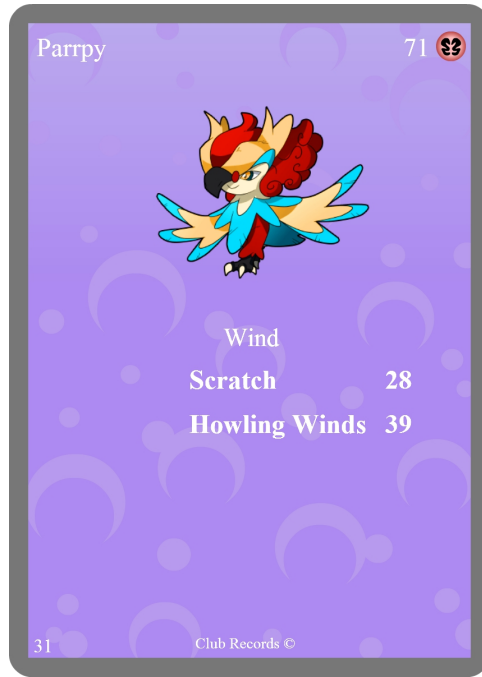 Parrpy 71
Wind
Scratch 28
Howling Winds 39
31 Club Records ©